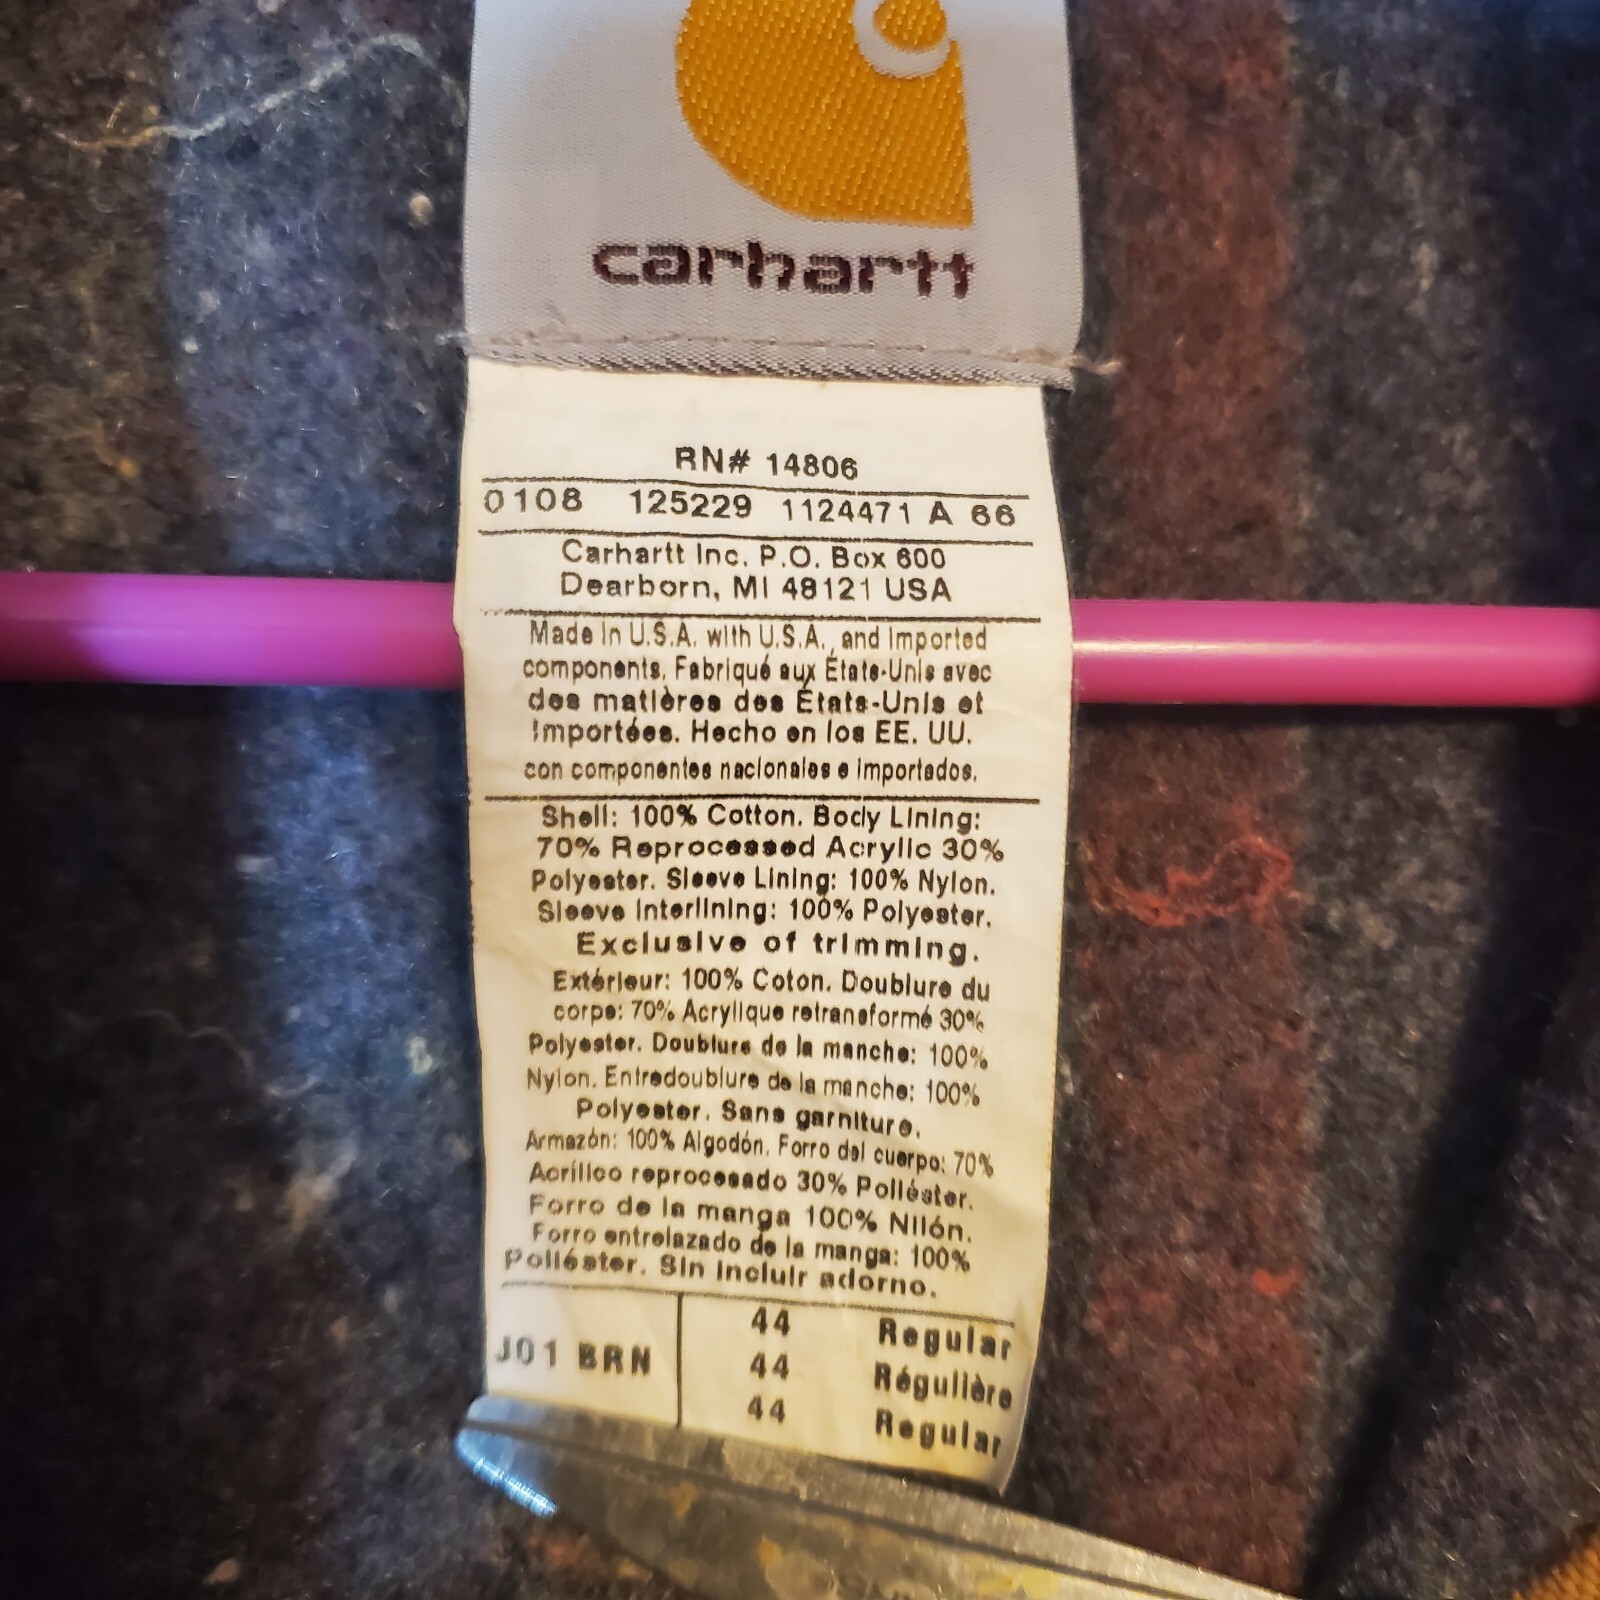 carhartt
RN# 14806
0108 125229 1124471 A 66
Carhartt Inc. P.O. Box 600
Dearborn, MI 48121 USA
Made in U.S.A. with U.S.A., and imported
components. Fabriqué aux États-Unis avec
des matières des États-Unis et
importées. Hecho en los EE. UU.
con componentes nacionales e importados.
Shell: 100% Cotton. Body Lining:
70% Reprocessed Acrylic 30%
Polyester. Sleeve Lining: 100% Nylon.
Sleeve Interlining: 100% Polyester.
Exclusive of trimming.
Extérieur: 100% Coton. Doublure du
corps: 70% Acrylique retransformé 30%
Polyester. Doublure de la manche: 100%
Nylon. Entredoublure de la manche: 100%
Polyester. Sans garniture.
Armazón: 100% Algodón. Forro del cuerpo: 70%
Acrílico reprocesado 30% Poliéster.
Forro de la manga 100% Nilón.
Forro entrelazado de la manga: 100%
Poliéster. Sin incluir adorno.
J01 BRN
44 Regular
44 Régulière
44 Regular